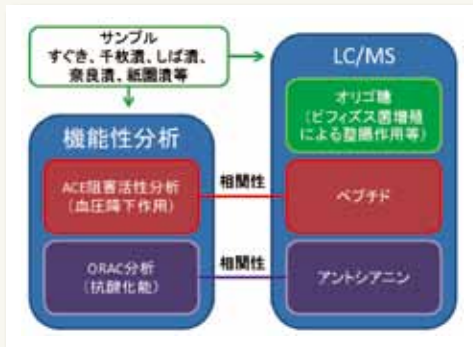 サンプル
すぐき、千枚漬、しば漬、
奈良漬、祇園漬等
LC/MS
オリゴ糖
(ビフィズス菌増殖
による整腸作用等)
機能性分析
ACE阻害活性分析
(血圧降下作用)
相関性
ペプチド
ORAC分析
(抗酸化能)
相関性
アントシアニン